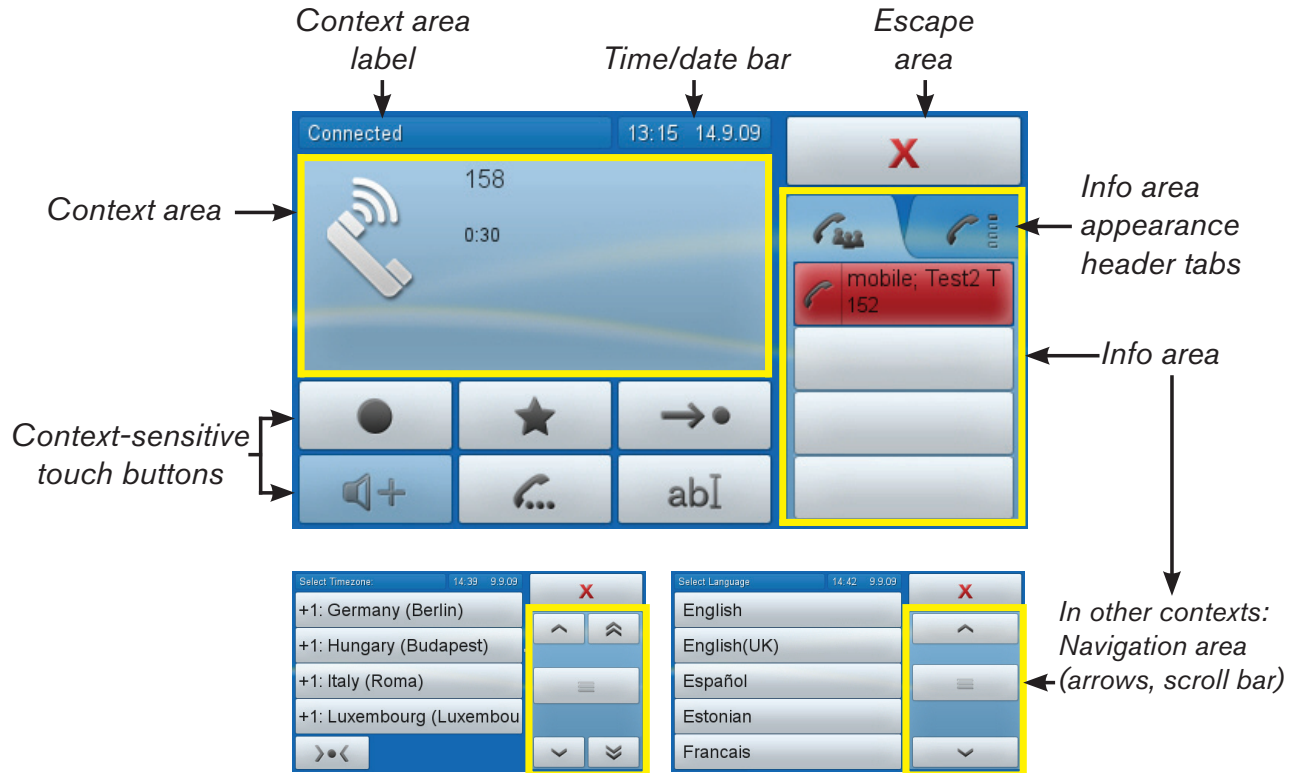 Context area
label
Time/date bar
Escape
area
Connected
13:15 14.9.09
X
Context area
158
0:30
Info area
appearance
header tabs
mobile; Test2 T
152
Info area
Context-sensitive
touch buttons
abI
Select Timezone:
14:39 9.9.09
X
+1: Germany (Berlin)
+1: Hungary (Budapest)
+1: Italy (Roma)
+1: Luxembourg (Luxembou
Select Language
14:42 9.9.09
X
English
English(UK)
Español
Estonian
Francais
In other contexts:
Navigation area
(arrows, scroll bar)